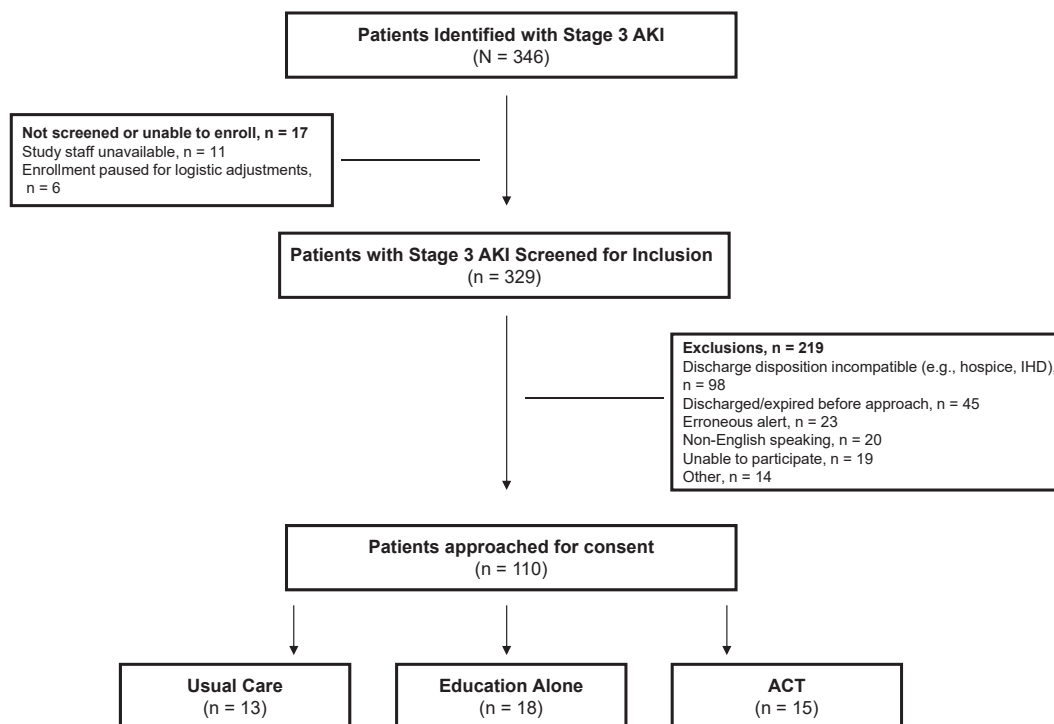 Patients Identified with Stage 3 AKI
(N = 346)
Not screened or unable to enroll, n = 17
Study staff unavailable, n = 11
Enrollment paused for logistic adjustments,
n = 6
Patients with Stage 3 AKI Screened for Inclusion
(n = 329)
Exclusions, n = 219
Discharge disposition incompatible (e.g., hospice, IHD),
n = 98
Discharged/expired before approach, n = 45
Erroneous alert, n = 23
Non-English speaking, n = 20
Unable to participate, n = 19
Other, n = 14
Patients approached for consent
(n = 110)
Usual Care
(n = 13)
Education Alone
(n = 18)
ACT
(n = 15)